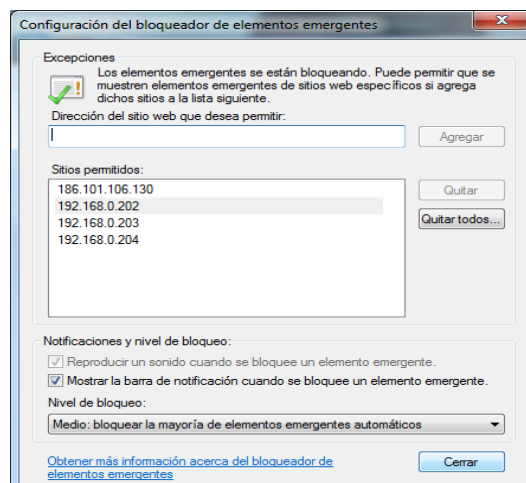 Configuración del bloqueador de elementos emergentes
Excepciones
Los elementos emergentes se están bloqueando. Puede permitir que se
muestren elementos emergentes de sitios web específicos si agrega
dichos sitios a la lista siguiente.
Dirección del sitio web que desea permitir:
Agregar
Sitios permitidos:
186.101.106.130
192.168.0.202
192.168.0.203
192.168.0.204
Quitar
Quitar todos...
Notificaciones y nivel de bloqueo:
Reproducir un sonido cuando se bloquee un elemento emergente.
Mostrar la barra de notificación cuando se bloquee un elemento emergente.
Nivel de bloqueo:
Medio: bloquear la mayoría de elementos emergentes automáticos
Obtener más información acerca del bloqueador de
elementos emergentes
Cerrar